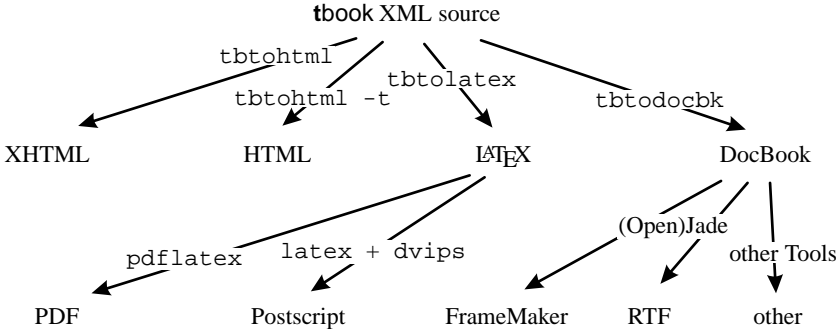 tbook XML source
tbtohtml
tbtolatex
tbtohtml -t
tbtodocbk
XHTML
HTML
LATEX
DocBook
(Open)Jade
pdflatex
latex + dvips
other Tools
PDF
Postscript
FrameMaker
RTF
other